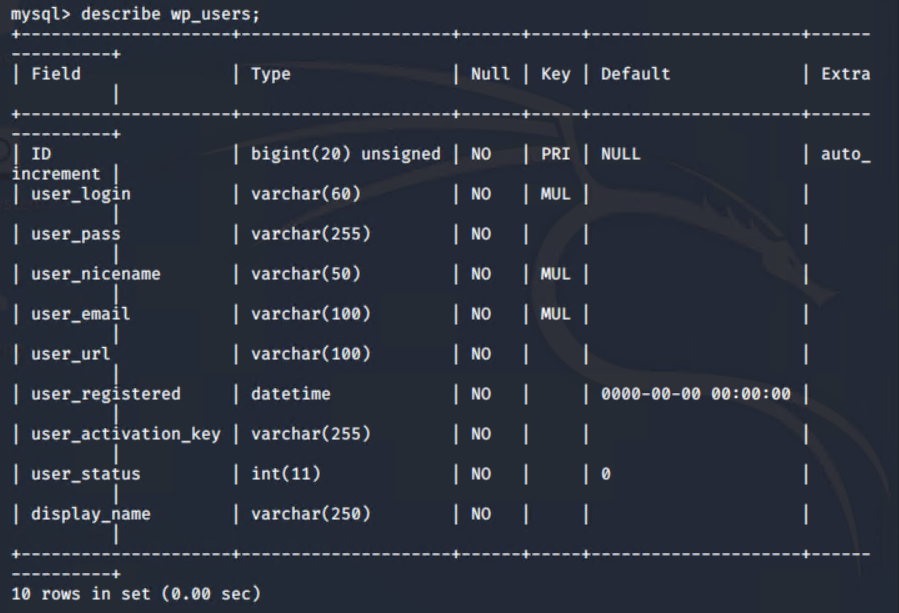 mysql> describe wp_users;
+---------------------+---------------------+------+-----+---------------------+------
----------+
| Field               | Type                | Null | Key | Default             | Extra
          |
+---------------------+---------------------+------+-----+---------------------+------
----------+
| ID                  | bigint(20) unsigned | NO   | PRI | NULL                | auto_
increment |
| user_login          | varchar(60)         | NO   | MUL |                     |
          |
| user_pass           | varchar(255)        | NO   |     |                     |
          |
| user_nicename       | varchar(50)         | NO   | MUL |                     |
          |
| user_email          | varchar(100)        | NO   | MUL |                     |
          |
| user_url            | varchar(100)        | NO   |     |                     |
          |
| user_registered     | datetime            | NO   |     | 0000-00-00 00:00:00 |
          |
| user_activation_key | varchar(255)        | NO   |     |                     |
          |
| user_status         | int(11)             | NO   |     | 0                   |
          |
| display_name        | varchar(250)        | NO   |     |                     |
          |
+---------------------+---------------------+------+-----+---------------------+------
----------+
10 rows in set (0.00 sec)